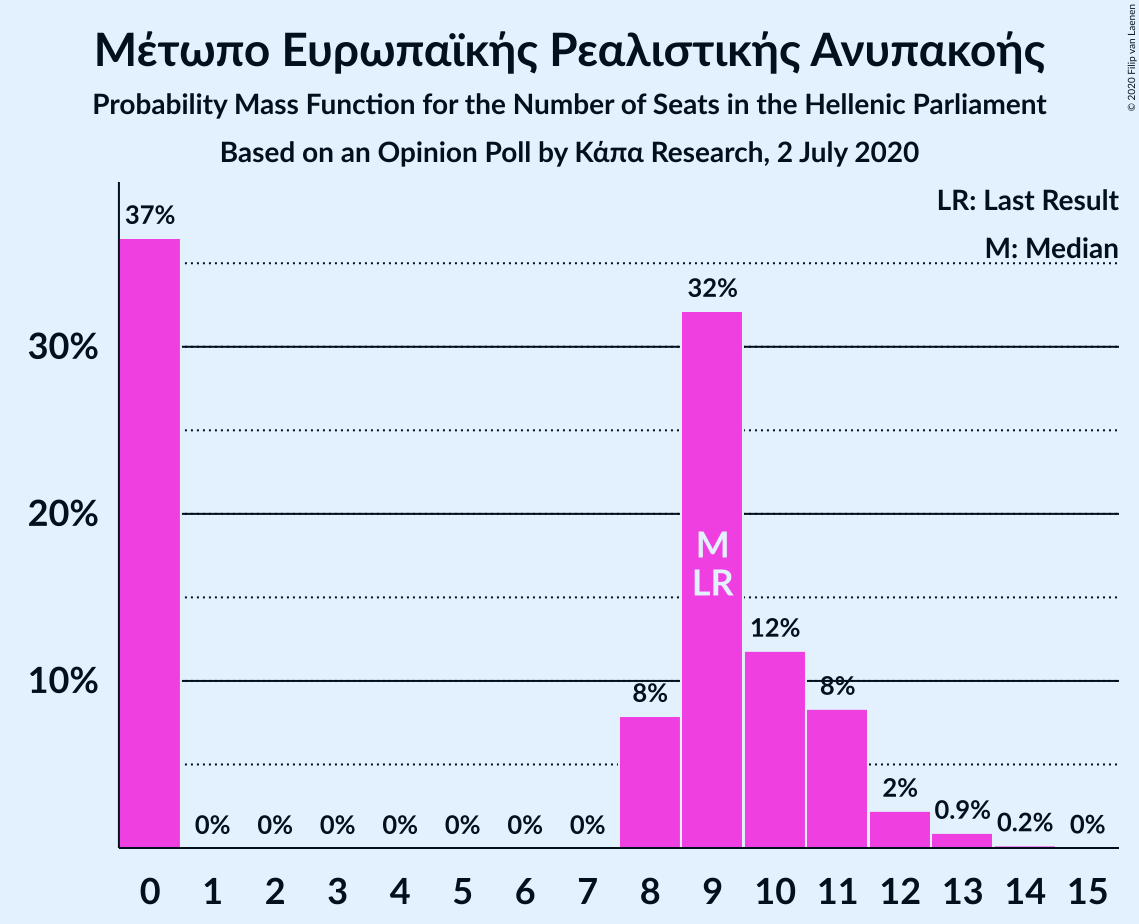 Μέτωπο Ευρωπαϊκής Ρεαλιστικής Ανυπακοής
Probability Mass Function for the Number of Seats in the Hellenic Parliament
Based on an Opinion Poll by Κάπα Research, 2 July 2020
© 2020 Filip van Laenen
LR: Last Result
M: Median
37%
32%
30%
20%
M
LR
12%
10%
8%
8%
2%
0%
0%
0%
0%
0%
0%
0%
0.9%
0.2%
0%
0 1 2 3 4 5 6 7 8 9 10 11 12 13 14 15